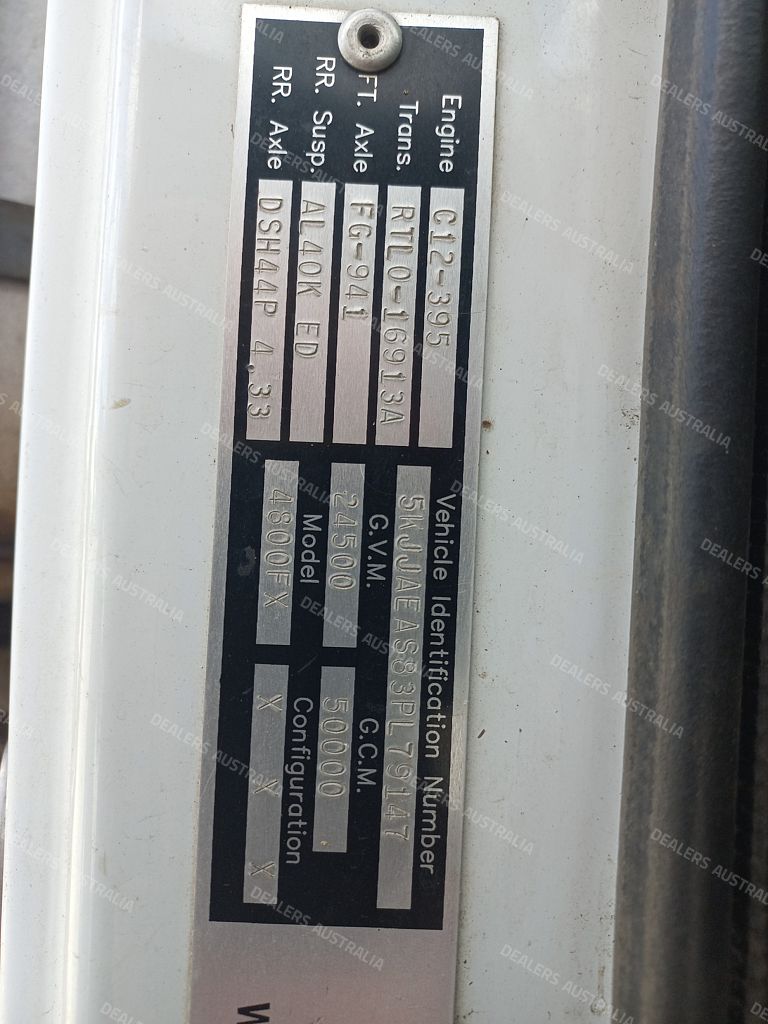 Engine C12-395
Trans. RTLO-16913A
FT. Axle FG-941
RR. Susp. AL40K ED
RR. Axle DSH44P 4.33
Vehicle Identification Number
5KJJAEAS83PL79147
G.V.M. G.C.M.
24500 50000
Model Configuration
4800FX X X X
W
DEALERS AUSTRALIA